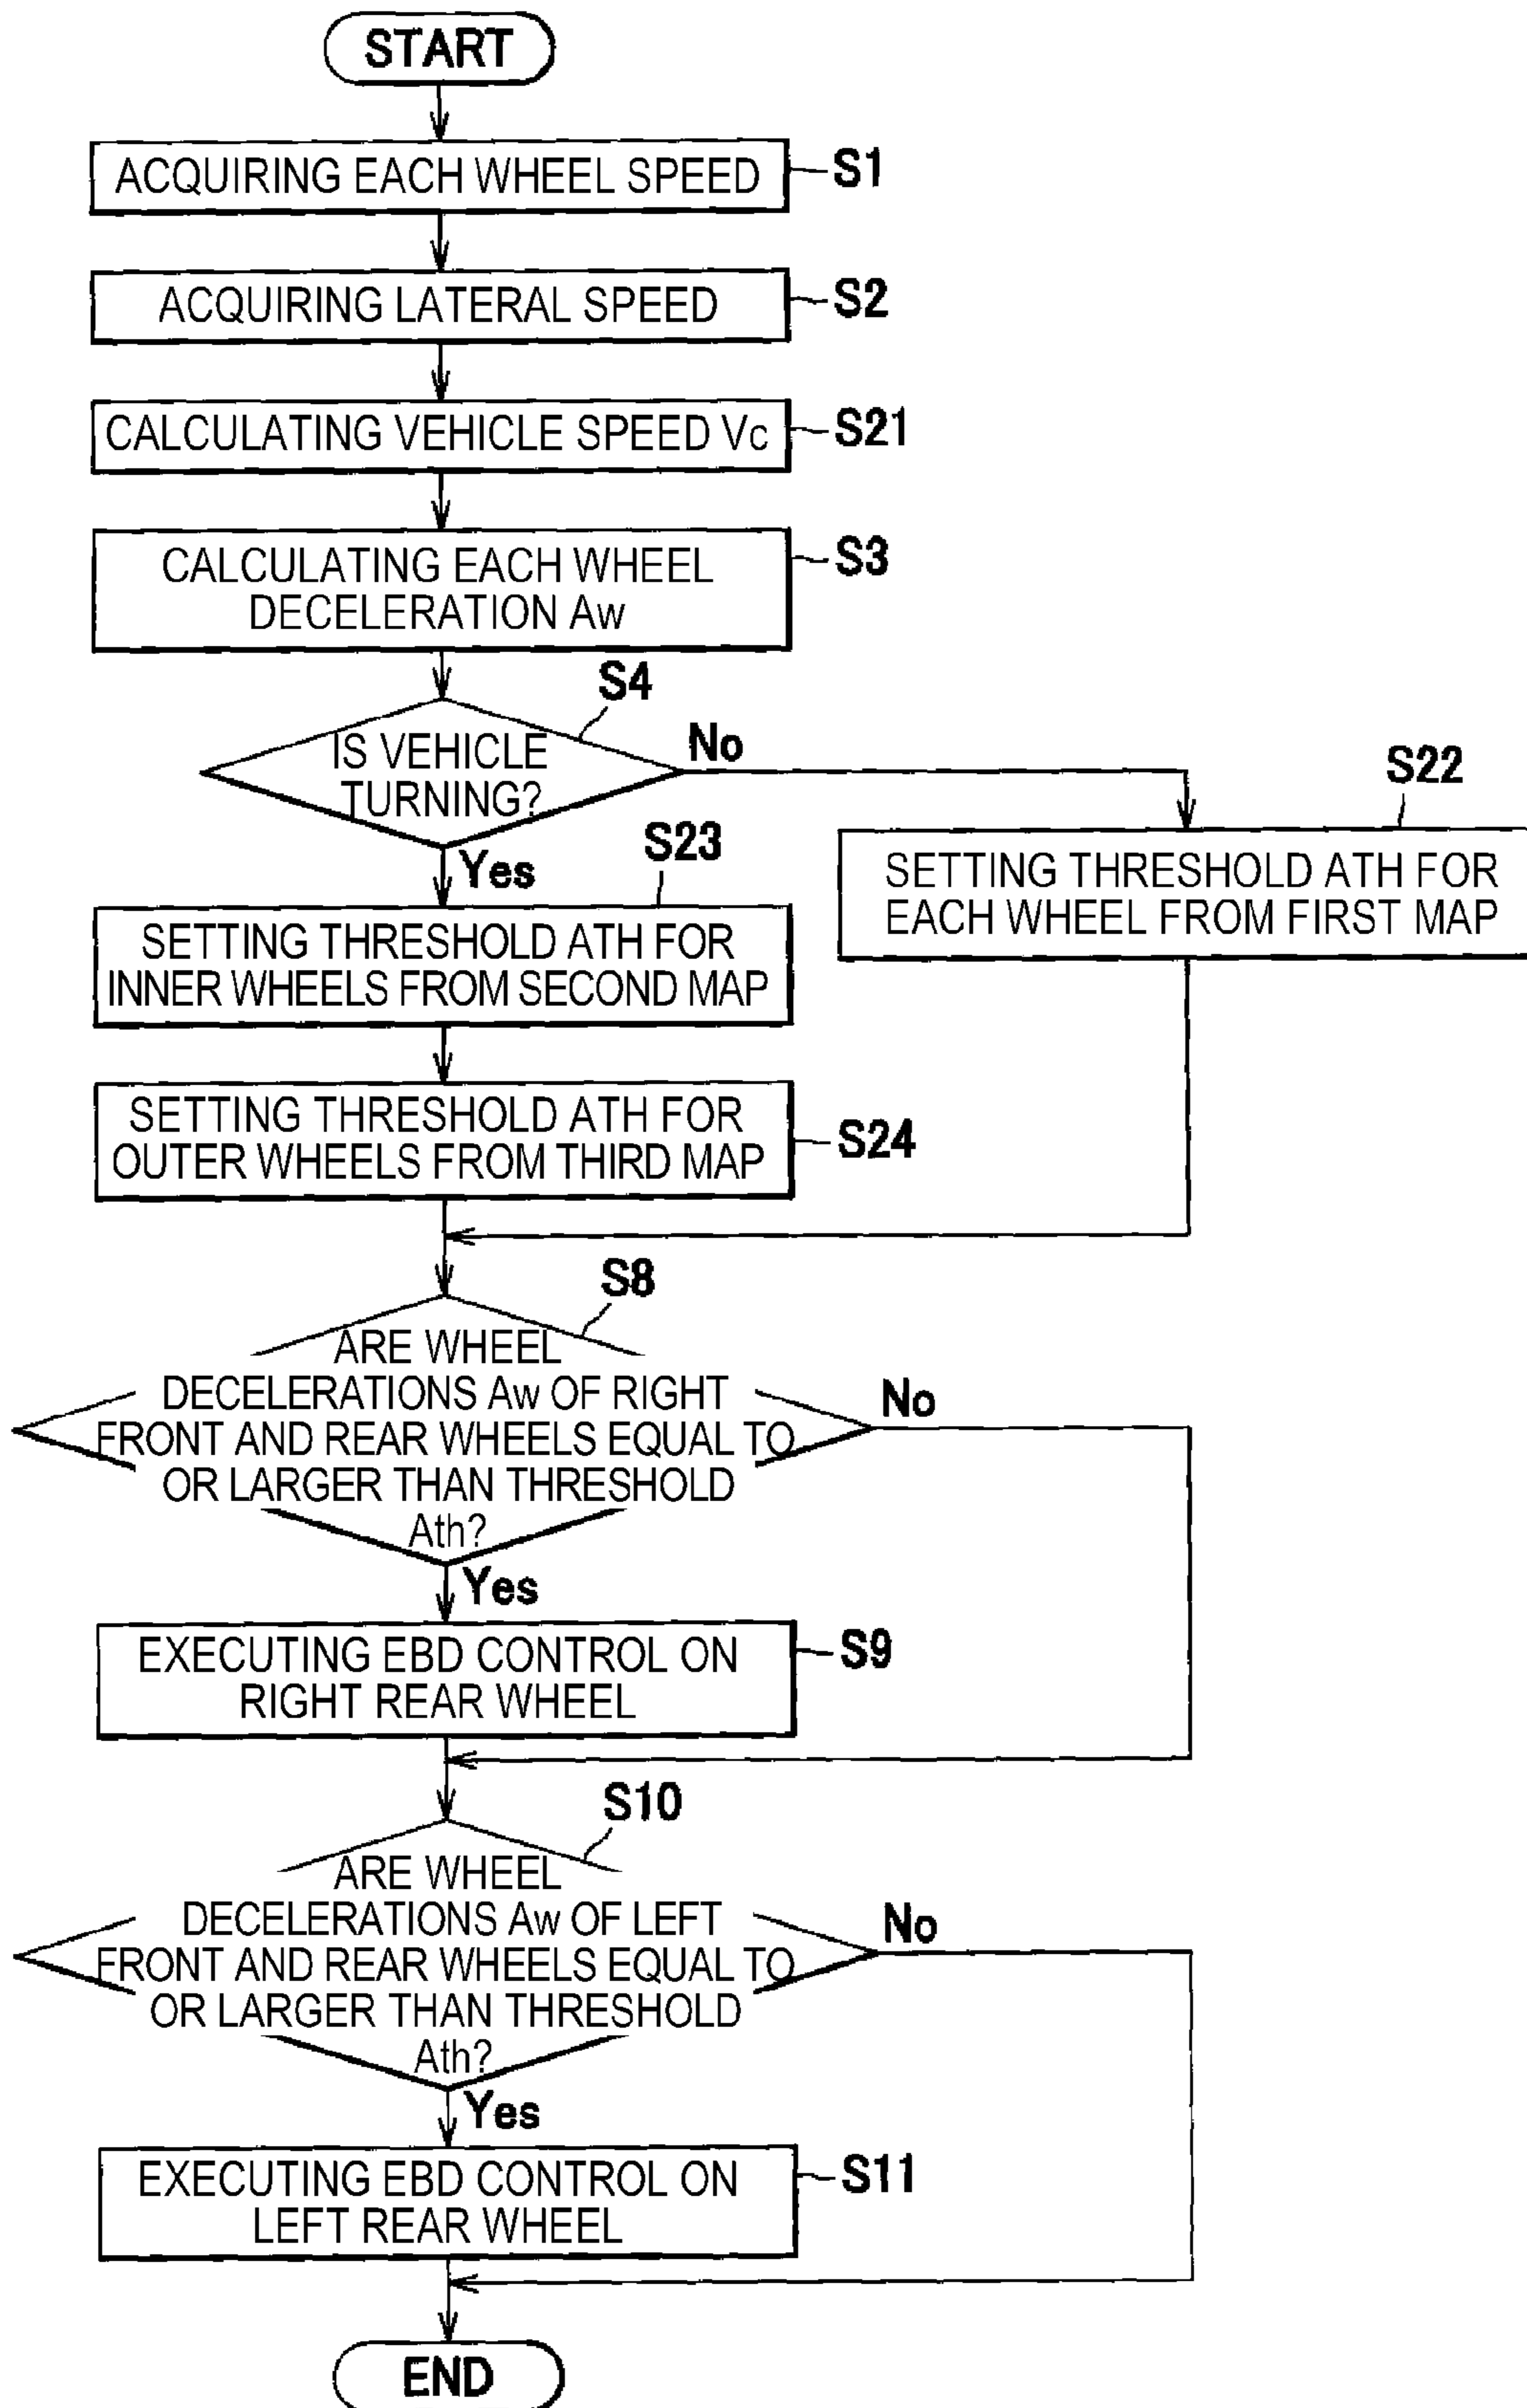 START
ACQUIRING EACH WHEEL SPEED
S1
ACQUIRING LATERAL SPEED
S2
CALCULATING VEHICLE SPEED Vc
S21
CALCULATING EACH WHEEL
DECELERATION Aw
S3
S4
IS VEHICLE
TURNING?
No
Yes
S22
SETTING THRESHOLD ATH FOR
EACH WHEEL FROM FIRST MAP
S23
SETTING THRESHOLD ATH FOR
INNER WHEELS FROM SECOND MAP
SETTING THRESHOLD ATH FOR
OUTER WHEELS FROM THIRD MAP
S24
S8
ARE WHEEL
DECELERATIONS Aw OF RIGHT
FRONT AND REAR WHEELS EQUAL TO
OR LARGER THAN THRESHOLD
Ath?
No
Yes
EXECUTING EBD CONTROL ON
RIGHT REAR WHEEL
S9
S10
ARE WHEEL
DECELERATIONS Aw OF LEFT
FRONT AND REAR WHEELS EQUAL TO
OR LARGER THAN THRESHOLD
Ath?
No
Yes
EXECUTING EBD CONTROL ON
LEFT REAR WHEEL
S11
END